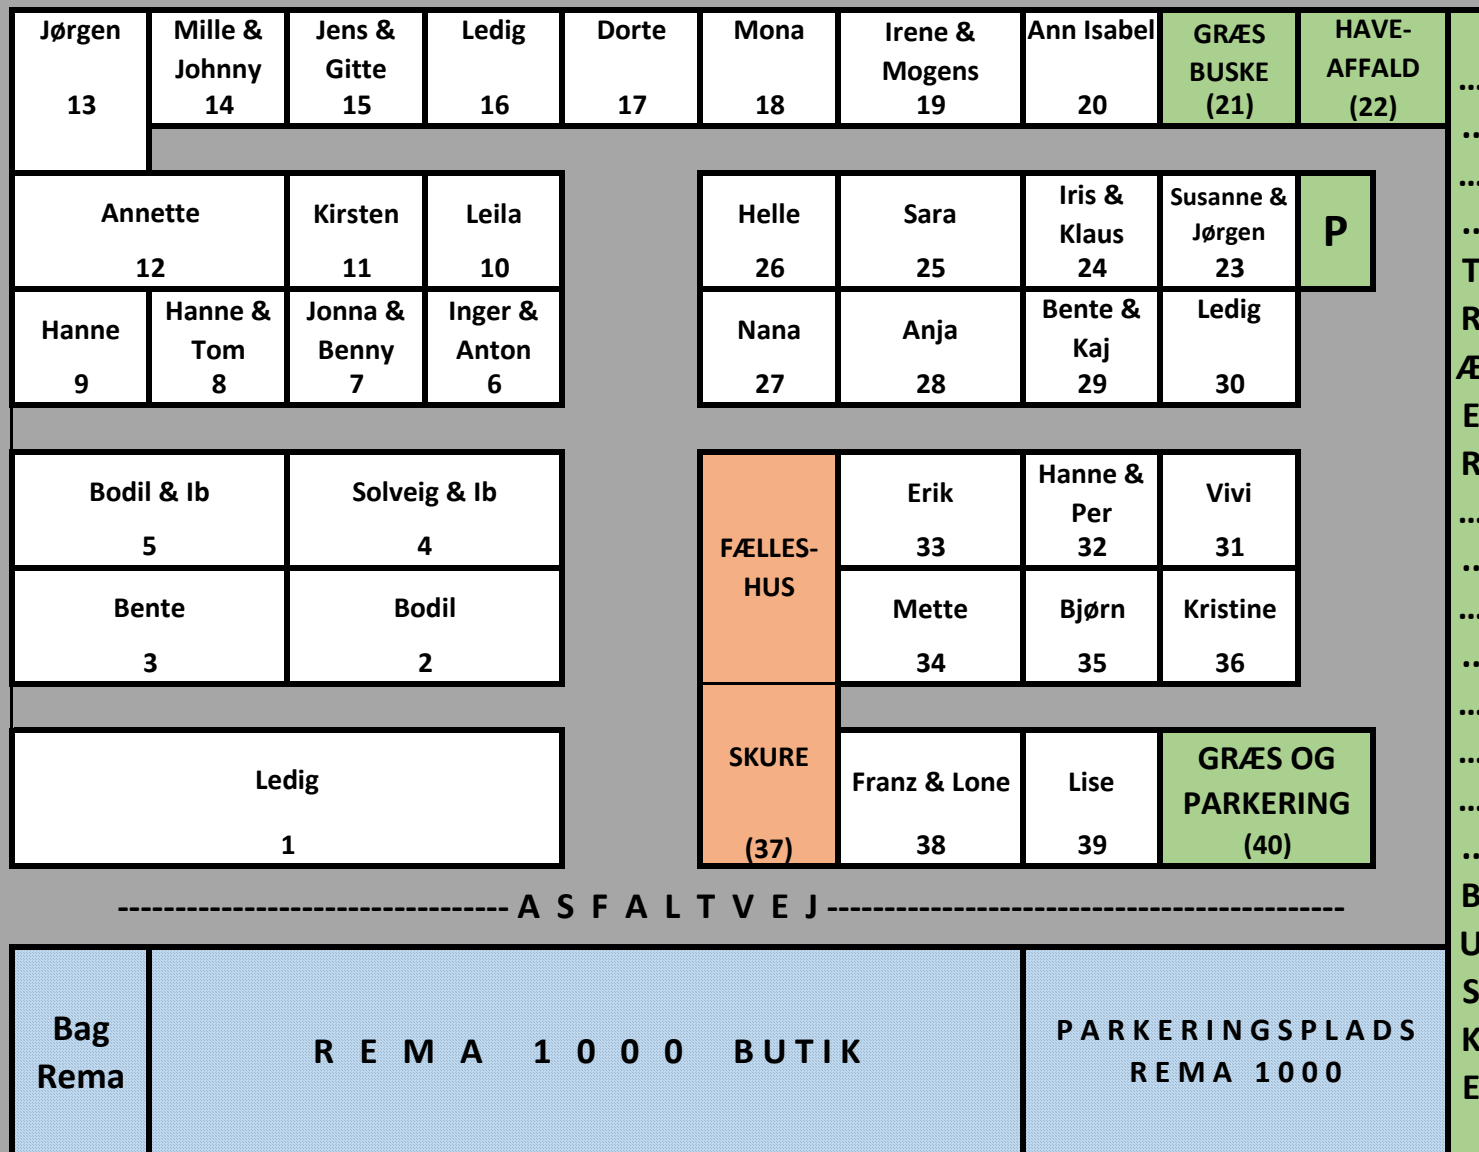 Jørgen
13
Mille &
Johnny
14
Jens &
Gitte
15
Ledig
16
Dorte
17
Mona
18
Irene &
Mogens
19
Ann Isabel
20
GRÆS
BUSKE
(21)
HAVE-
AFFALD
(22)
Annette
12
Kirsten
11
Leila
10
Helle
26
Sara
25
Iris &
Klaus
24
Susanne &
Jørgen
23
P
Hanne
9
Hanne &
Tom
8
Jonna &
Benny
7
Inger &
Anton
6
Nana
27
Anja
28
Bente &
Kaj
29
Ledig
30
Bodil & Ib
5
Solveig & Ib
4
FÆLLES-
HUS
Erik
33
Hanne &
Per
32
Vivi
31
Bente
3
Bodil
2
Mette
34
Bjørn
35
Kristine
36
Ledig
1
SKURE
(37)
Franz & Lone
38
Lise
39
GRÆS OG
PARKERING
(40)
---------------------------------- A S F A L T V E J ---------------------------------------------
Bag
Rema
R E M A 1 0 0 0 BUTIK
PARKERINGSPLADS
REMA 1000
...
..
...
..
T
R
Æ
E
R
...
..
...
..
...
...
...
..
B
U
S
K
E